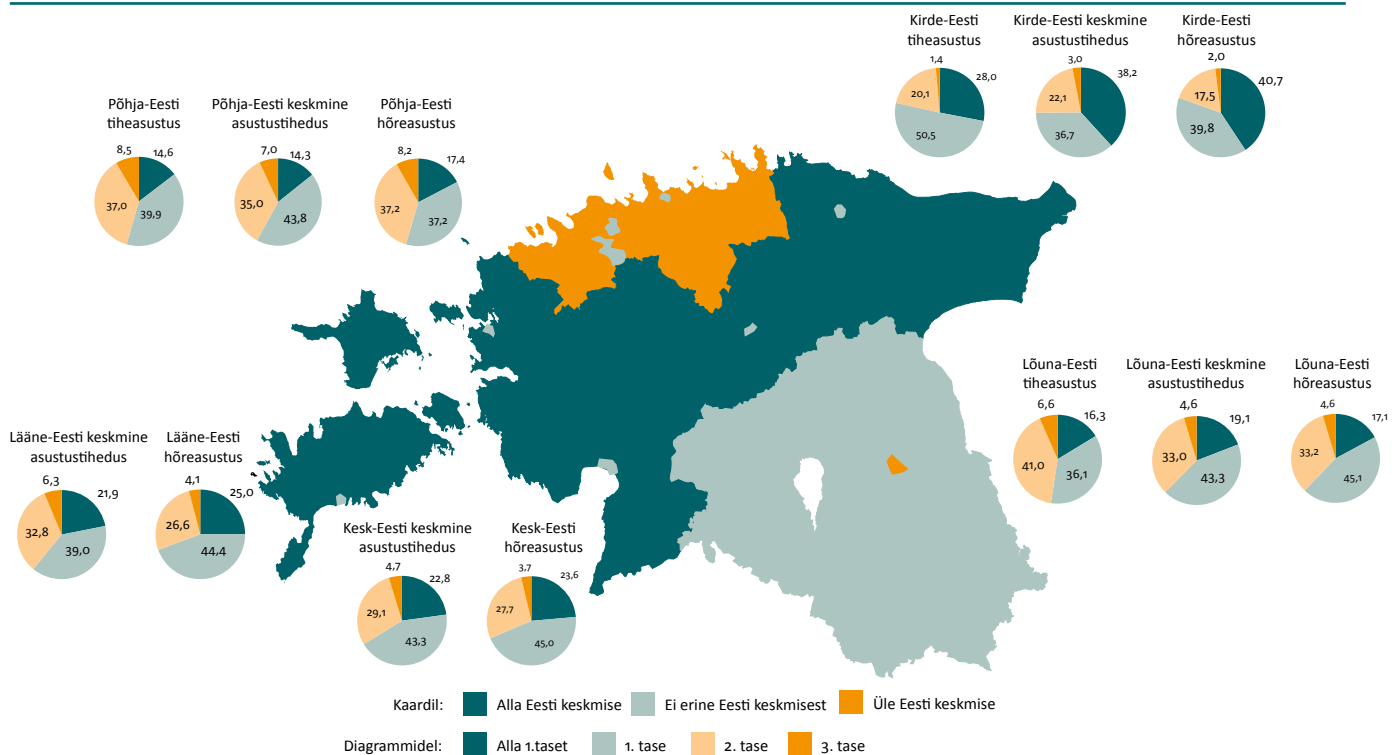 Kirde-Eesti
tiheasustus
1,4
28,0
20,1
50,5
Kirde-Eesti keskmine
asustustihedus
3,0
38,2
22,1
36,7
Kirde-Eesti
hõreasustus
2,0
40,7
17,5
39,8
Põhja-Eesti
tiheasustus
8,5
14,6
37,0
39,9
Põhja-Eesti keskmine
asustustihedus
7,0
14,3
35,0
43,8
Põhja-Eesti
hõreasustus
8,2
17,4
37,2
37,2
Lõuna-Eesti
tiheasustus
6,6
16,3
41,0
36,1
Lõuna-Eesti keskmine
asustustihedus
4,6
19,1
33,0
43,3
Lõuna-Eesti
hõreasustus
4,6
17,1
33,2
45,1
Lääne-Eesti keskmine
asustustihedus
6,3
21,9
32,8
39,0
Lääne-Eesti
hõreasustus
4,1
25,0
26,6
44,4
Kesk-Eesti keskmine
asustustihedus
4,7
22,8
29,1
43,3
Kesk-Eesti
hõreasustus
3,7
23,6
27,7
45,0
Kaardil: Alla Eesti keskmise Ei erine Eesti keskmisest Üle Eesti keskmise
Diagrammidel: Alla 1.taset 1. tase 2. tase 3. tase